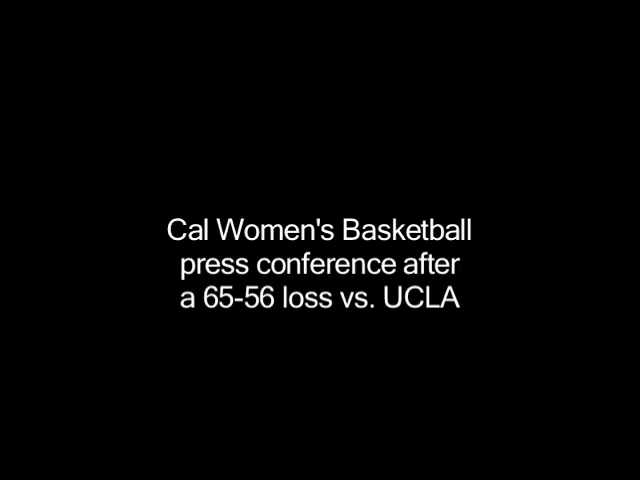 Cal Women's Basketball
press conference after
a 65-56 loss vs. UCLA